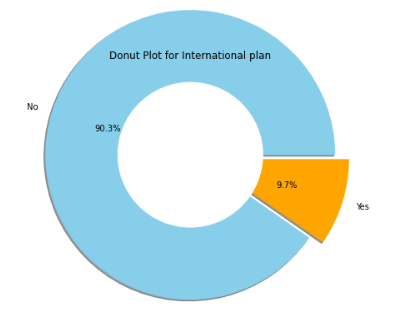 Donut Plot for International plan
No
90.3%
9.7%
Yes